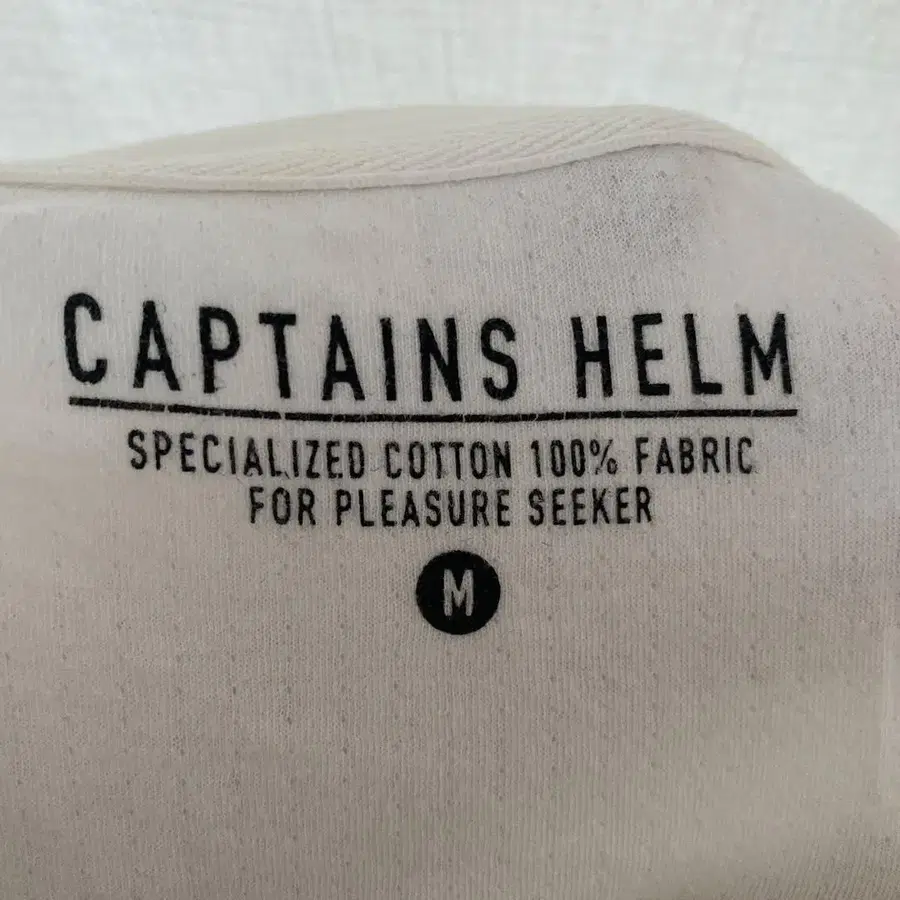 CAPTAINS HELM
SPECIALIZED COTTON 100% FABRIC
FOR PLEASURE SEEKER
M